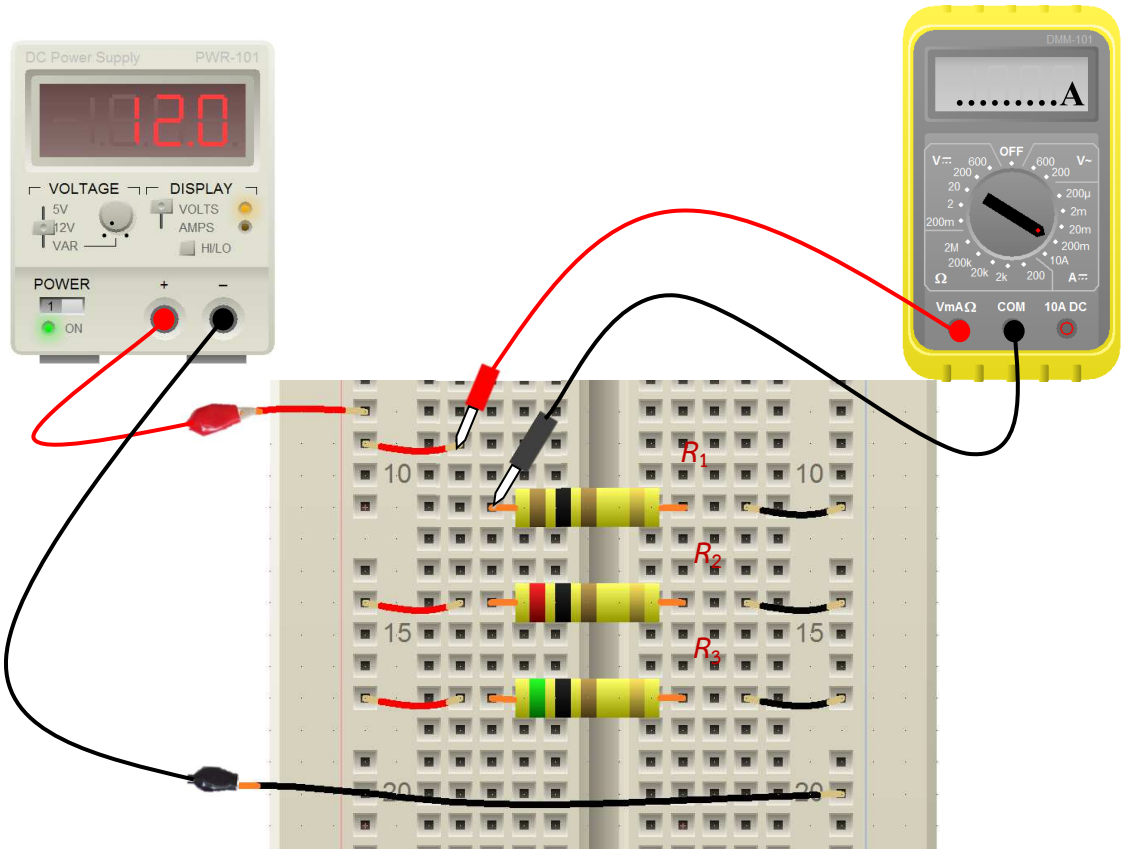 DC Power Supply PWR-101
12.0
VOLTAGE DISPLAY
5V
12V
VAR
VOLTS
AMPS
HI/LO
POWER
1
ON
+ −
DMM-101
.........A
OFF
V⎓ 600 200 20 2 200m
600 200 V~
200µ 2m 20m 200m 10A A⎓
2M 200k 20k 2k 200 Ω
VmAΩ COM 10A DC
R1
10 10
R2
15 15
R3
20 20